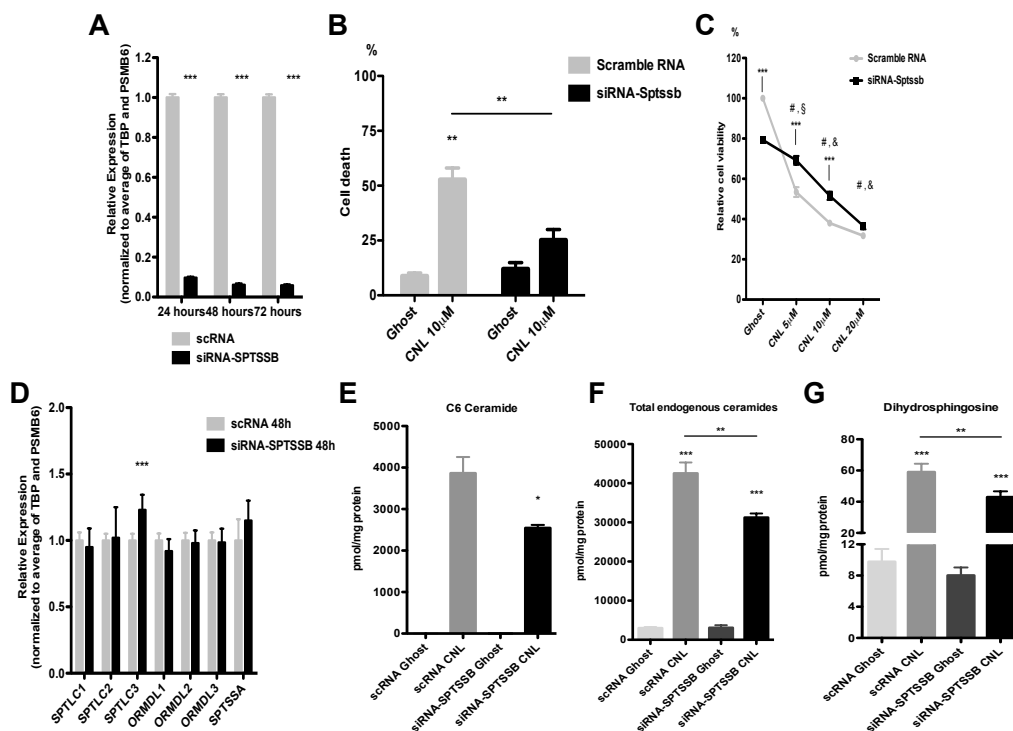 A
Relative Expression
(normalized to average of TBP and PSMB6)
1.2
1.0
0.8
0.6
0.4
0.2
0.0
***
***
***
24 hours
48 hours
72 hours
scRNA
siRNA-SPTSSB
B
%
Cell death
100
75
50
25
0
**
**
Ghost
CNL 10μM
Ghost
CNL 10μM
Scramble RNA
siRNA-Sptssb
C
%
Relative cell viability
120
100
80
60
40
20
0
***
#, §
***
#, &
***
#, &
Ghost
CNL 5μM
CNL 10μM
CNL 20μM
Scramble RNA
siRNA-Sptssb
D
Relative Expression
(normalized to average of TBP and PSMB6)
2.0
1.5
1.0
0.5
0.0
***
scRNA 48h
siRNA-SPTSSB 48h
SPTLC1
SPTLC2
SPTLC3
ORMDL1
ORMDL2
ORMDL3
SPTSSA
E
C6 Ceramide
pmol/mg protein
5000
4000
3000
2000
1000
0
*
scRNA Ghost
scRNA CNL
siRNA-SPTSSB Ghost
siRNA-SPTSSB CNL
F
Total endogenous ceramides
pmol/mg protein
50000
40000
30000
20000
10000
0
**
***
***
scRNA Ghost
scRNA CNL
siRNA-SPTSSB Ghost
siRNA-SPTSSB CNL
G
Dihydrosphingosine
pmol/mg protein
80
60
40
20
12
8
4
0
**
***
***
scRNA Ghost
scRNA CNL
siRNA-SPTSSB Ghost
siRNA-SPTSSB CNL